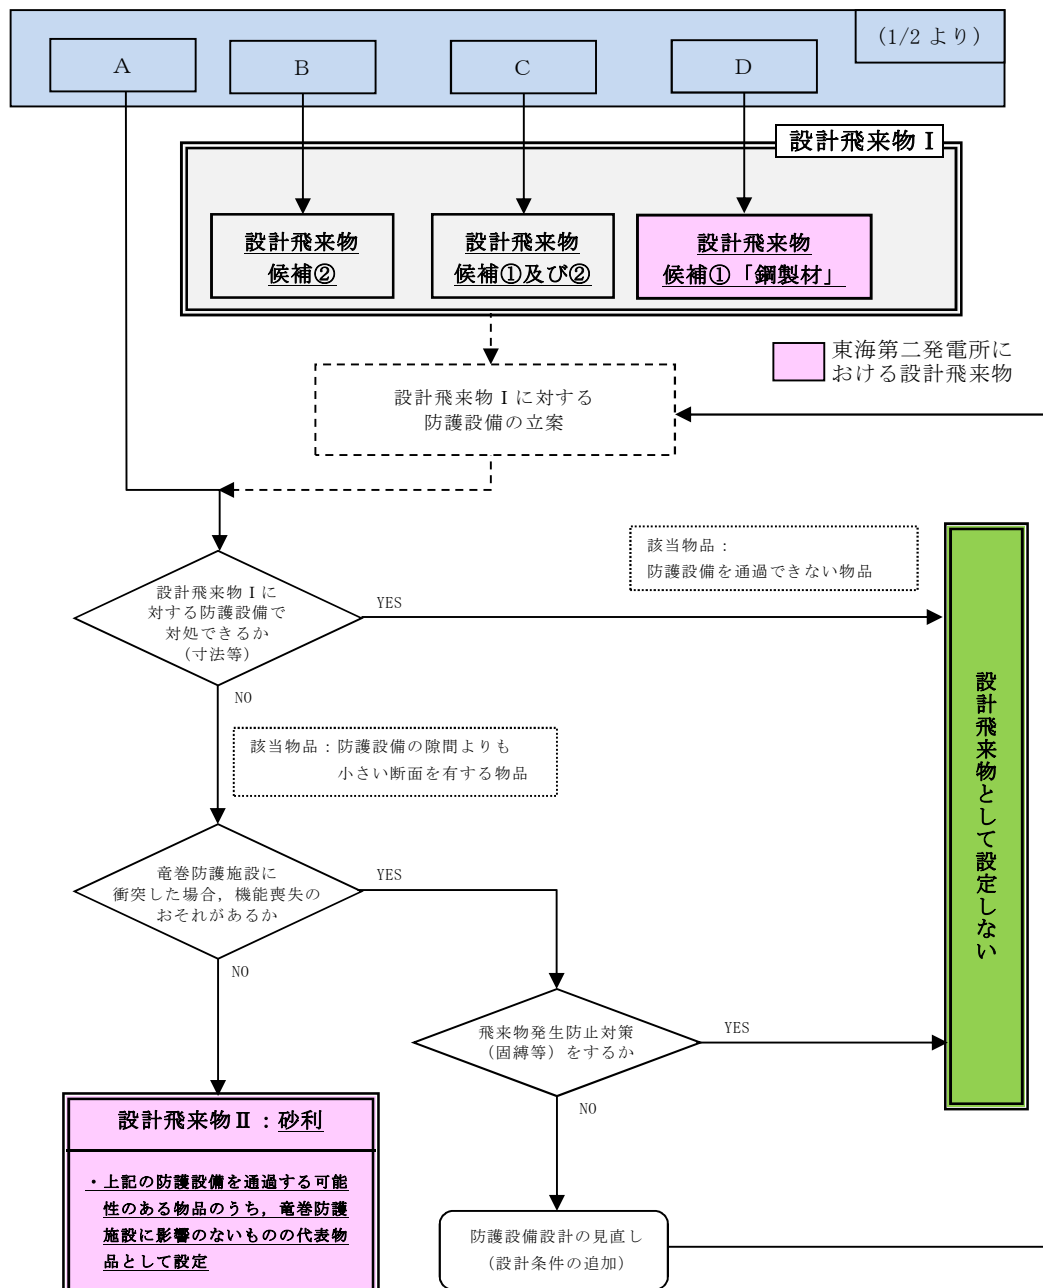 (1/2 より)
A
B
C
D
設計飛来物Ⅰ
設計飛来物
候補②
設計飛来物
候補①及び②
設計飛来物
候補①「鋼製材」
東海第二発電所に
おける設計飛来物
設計飛来物Ⅰに対する
防護設備の立案
該当物品：
防護設備を通過できない物品
設計飛来物Ⅰに
対する防護設備で
対処できるか
(寸法等)
YES
NO
該当物品：防護設備の隙間よりも
小さい断面を有する物品
設計飛来物として設定しない
竜巻防護施設に
衝突した場合，機能喪失の
おそれがあるか
YES
NO
飛来物発生防止対策
(固縛等) をするか
YES
NO
設計飛来物Ⅱ：砂利
・上記の防護設備を通過する可能
性のある物品のうち，竜巻防護
施設に影響のないものの代表物
品として設定
防護設備設計の見直し
(設計条件の追加)